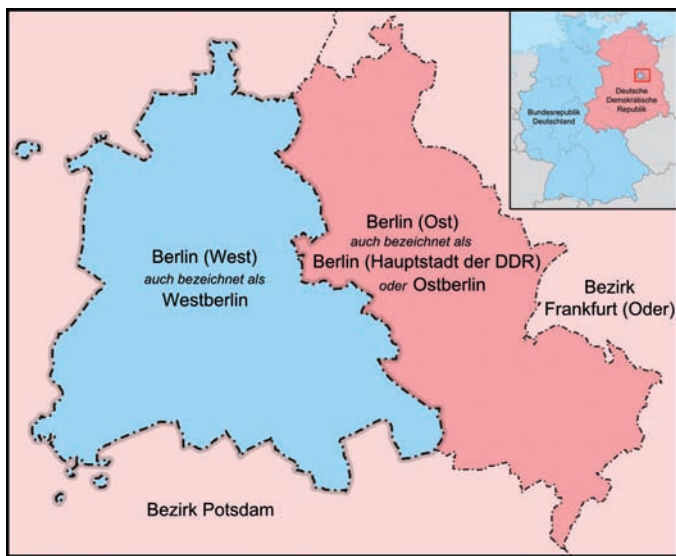 Bundesrepublik
Deutschland
Deutsche
Demokratische
Republik
Berlin (West)
auch bezeichnet als
Westberlin
Berlin (Ost)
auch bezeichnet als
Berlin (Hauptstadt der DDR)
oder Ostberlin
Bezirk
Frankfurt (Oder)
Bezirk Potsdam